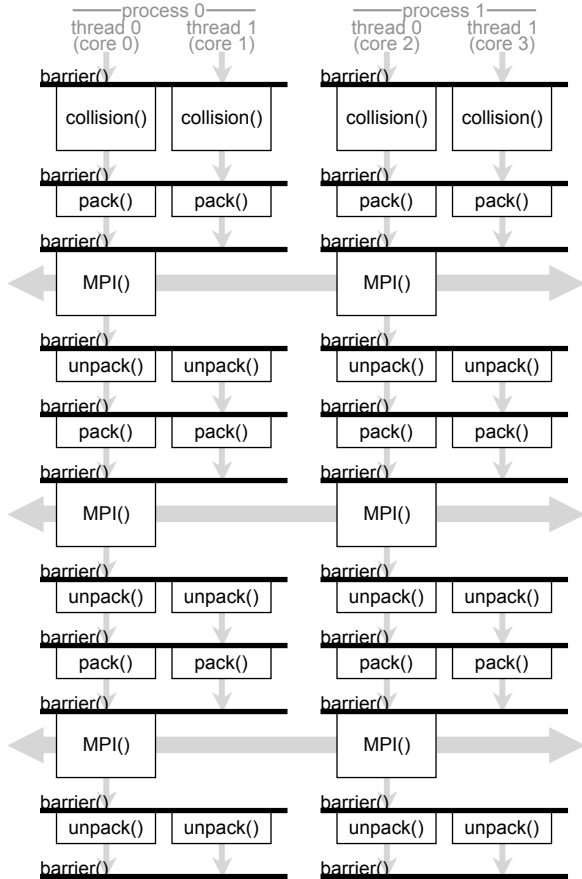 process 0 process 1
thread 0 thread 1 thread 0 thread 1
(core 0) (core 1) (core 2) (core 3)
barrier() barrier()
collision() collision() collision() collision()
barrier() barrier()
pack() pack() pack() pack()
barrier() barrier()
MPI() MPI()
barrier() barrier()
unpack() unpack() unpack() unpack()
barrier() barrier()
pack() pack() pack() pack()
barrier() barrier()
MPI() MPI()
barrier() barrier()
unpack() unpack() unpack() unpack()
barrier() barrier()
pack() pack() pack() pack()
barrier() barrier()
MPI() MPI()
barrier() barrier()
unpack() unpack() unpack() unpack()
barrier() barrier()